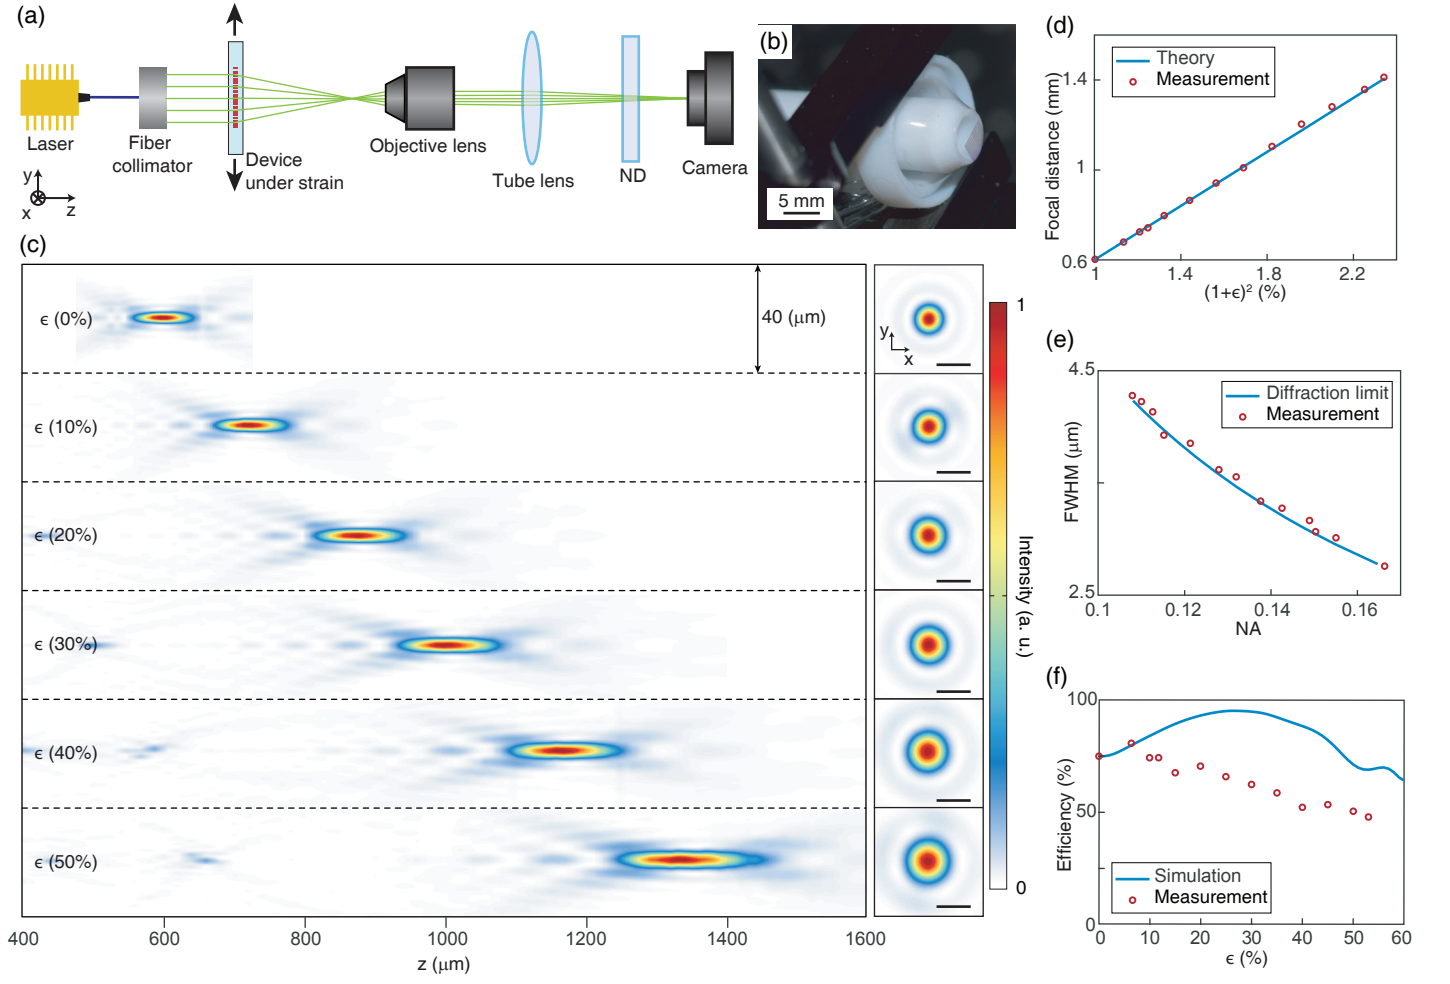 (a)
Laser
Fiber
collimator
Device
under strain
Objective lens
Tube lens
ND
Camera
y
x
z
(b)
5 mm
(c)
ϵ (0%)
ϵ (10%)
ϵ (20%)
ϵ (30%)
ϵ (40%)
ϵ (50%)
40 (μm)
400
600
800
1000
1200
1400
1600
z (μm)
y
x
1
0
Intensity (a. u.)
(d)
Theory
Measurement
Focal distance (mm)
1.4
1
0.6
1
1.4
1.8
2.2
(1+ϵ)² (%)
(e)
Diffraction limit
Measurement
FWHM (μm)
4.5
2.5
0.1
0.12
0.14
0.16
NA
(f)
Simulation
Measurement
Efficiency (%)
100
50
0
0
10
20
30
40
50
60
ϵ (%)